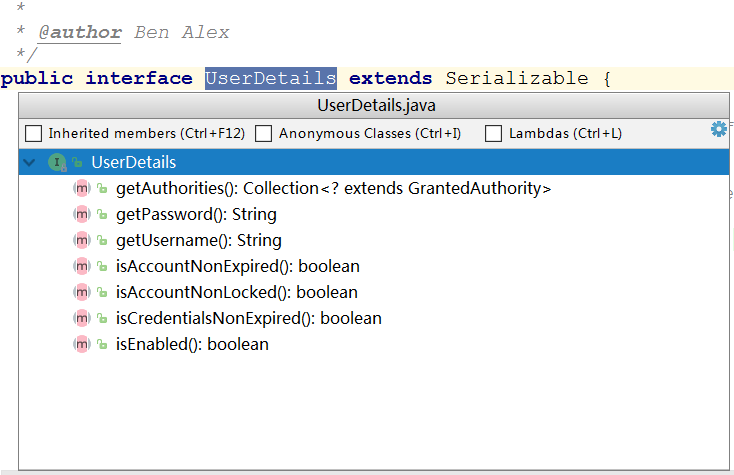 *
* @author Ben Alex
*/
public interface UserDetails extends Serializable {
UserDetails.java
Inherited members (Ctrl+F12) Anonymous Classes (Ctrl+I) Lambdas (Ctrl+L)
I UserDetails
m getAuthorities(): Collection<? extends GrantedAuthority>
m getPassword(): String
m getUsername(): String
m isAccountNonExpired(): boolean
m isAccountNonLocked(): boolean
m isCredentialsNonExpired(): boolean
m isEnabled(): boolean